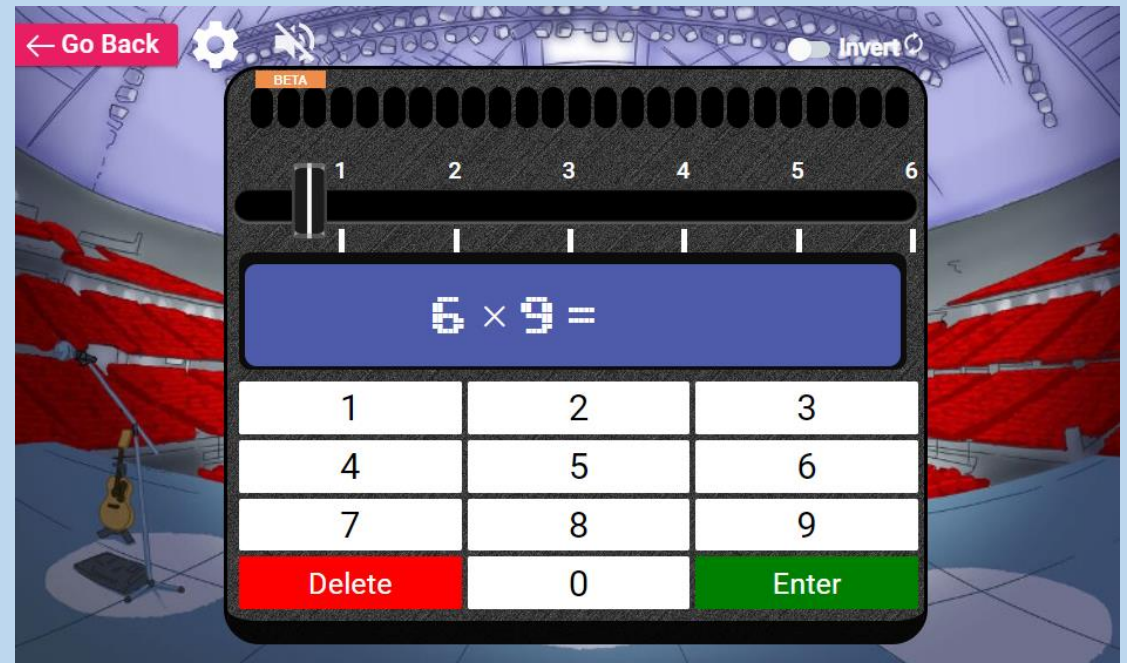 ← Go Back
Invert
BETA
1 2 3 4 5 6
6 × 9 =
1 2 3
4 5 6
7 8 9
Delete 0 Enter